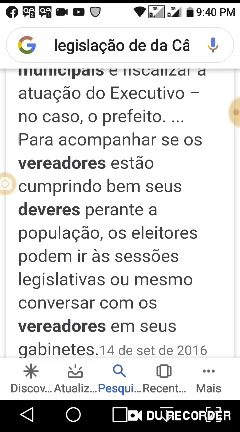 9:40 PM
legislação de da Câ
municipais e fiscalizar a
atuação do Executivo –
no caso, o prefeito. ...
Para acompanhar se os
vereadores estão
cumprindo bem seus
deveres perante a
população, os eleitores
podem ir às sessões
legislativas ou mesmo
conversar com os
vereadores em seus
gabinetes. 14 de set de 2016
Discov... Atualiz... Pesqui... Recent... Mais
DU RECORDER